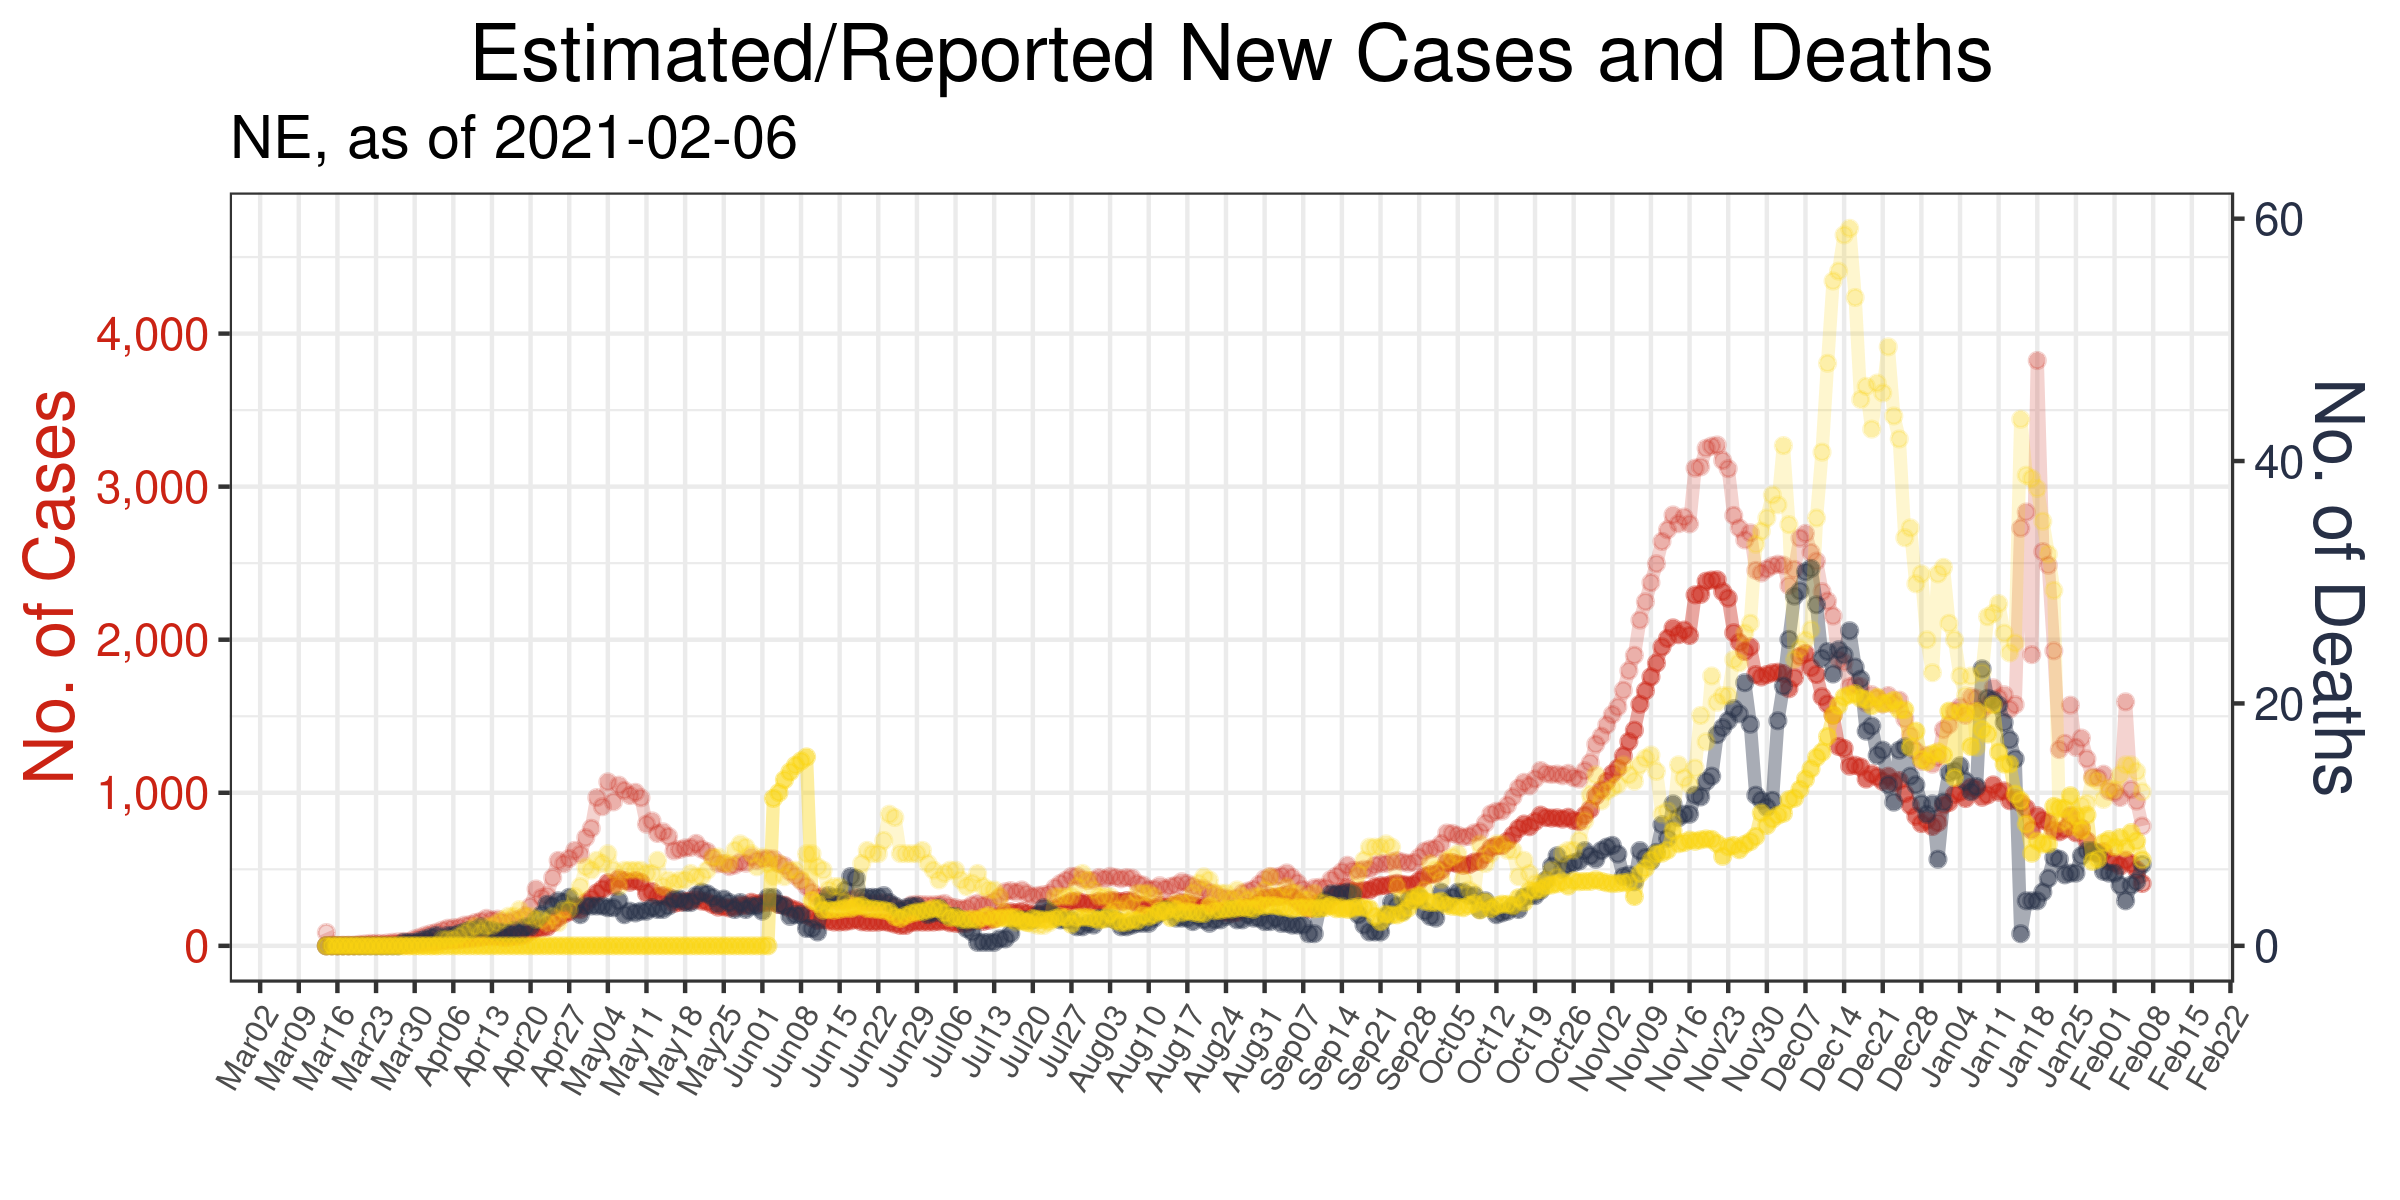 Estimated/Reported New Cases and Deaths
NE, as of 2021-02-06
No. of Cases
4,000
3,000
2,000
1,000
0
60
40
20
0
No. of Deaths
Mar02
Mar09
Mar16
Mar23
Mar30
Apr06
Apr13
Apr20
Apr27
May04
May11
May18
May25
Jun01
Jun08
Jun15
Jun22
Jun29
Jul06
Jul13
Jul20
Jul27
Aug03
Aug10
Aug17
Aug24
Aug31
Sep07
Sep14
Sep21
Sep28
Oct05
Oct12
Oct19
Oct26
Nov02
Nov09
Nov16
Nov23
Nov30
Dec07
Dec14
Dec21
Dec28
Jan04
Jan11
Jan18
Jan25
Feb01
Feb08
Feb15
Feb22